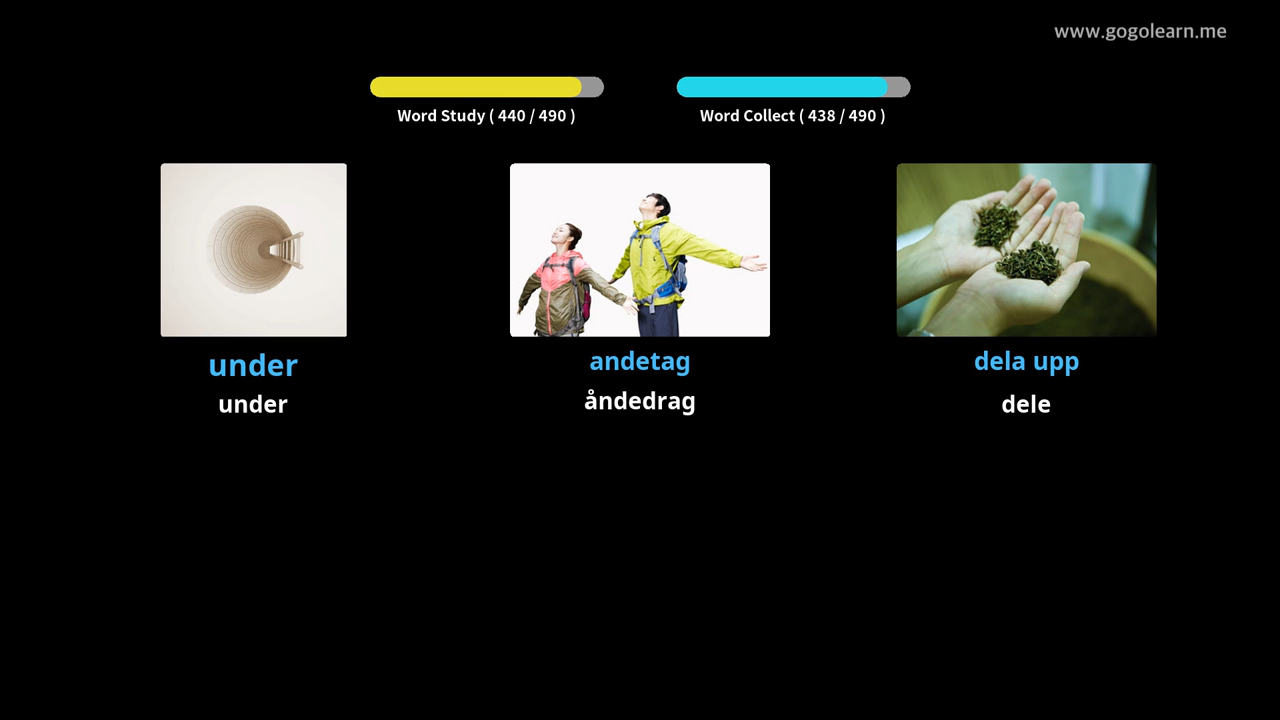 www.gogolearn.me
Word Study ( 440 / 490 )
Word Collect ( 438 / 490 )
under
under
andetag
åndedrag
dela upp
dele